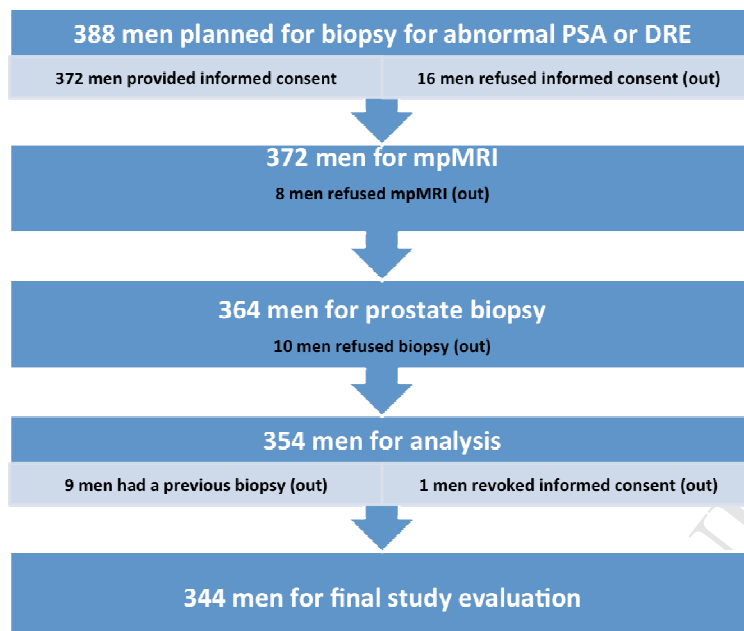 388 men planned for biopsy for abnormal PSA or DRE
372 men provided informed consent
16 men refused informed consent (out)
372 men for mpMRI
8 men refused mpMRI (out)
364 men for prostate biopsy
10 men refused biopsy (out)
354 men for analysis
9 men had a previous biopsy (out)
1 men revoked informed consent (out)
344 men for final study evaluation